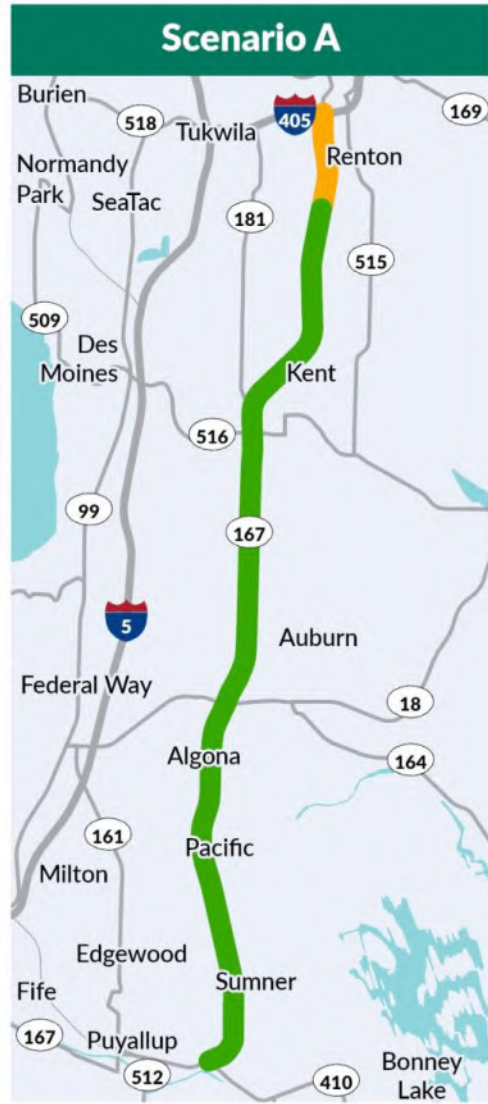 Scenario A
Burien
518
Tukwila
405
169
Normandy
Park
SeaTac
Renton
181
515
509
Des
Moines
Kent
516
99
167
5
Auburn
Federal Way
18
Algona
164
161
Pacific
Milton
Edgewood
Sumner
Fife
167
Puyallup
512
410
Bonney
Lake